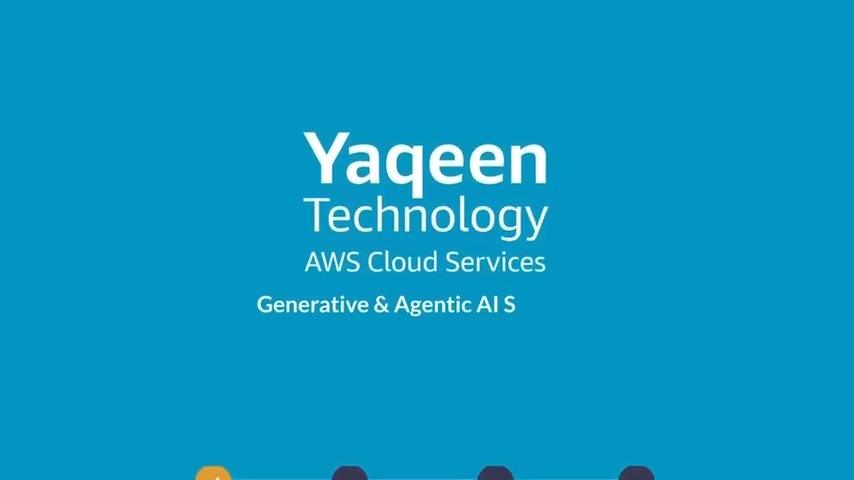 Yaqeen
Technology
AWS Cloud Services
Generative & Agentic AI S